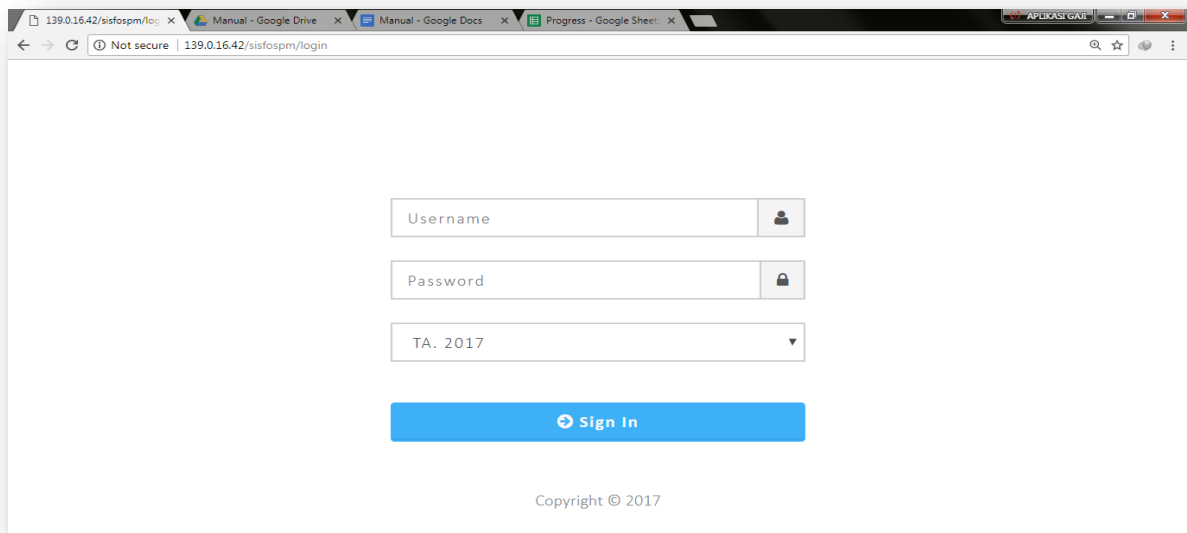 139.0.16.42/sisfospm/log
Manual - Google Drive
Manual - Google Docs
Progress - Google Sheet
APLIKASI GAJI
Not secure | 139.0.16.42/sisfospm/login
Username
Password
TA. 2017
Sign In
Copyright © 2017